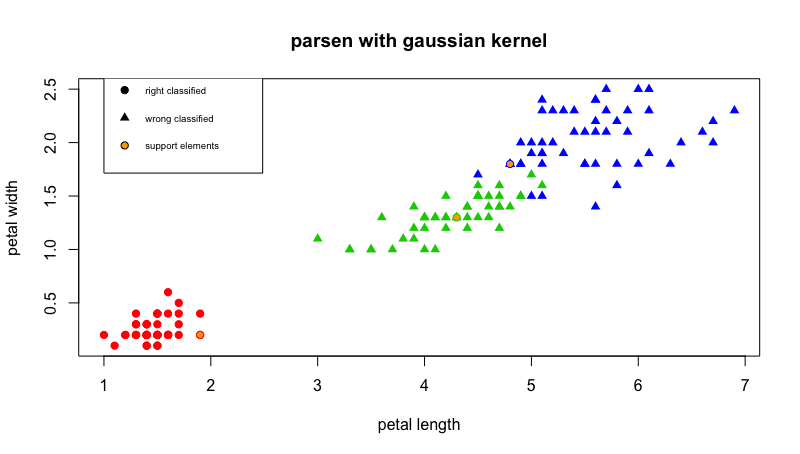 parsen with gaussian kernel
right classified
wrong classified
support elements
petal width
2.5
2.0
1.5
1.0
0.5
1 2 3 4 5 6 7
petal length